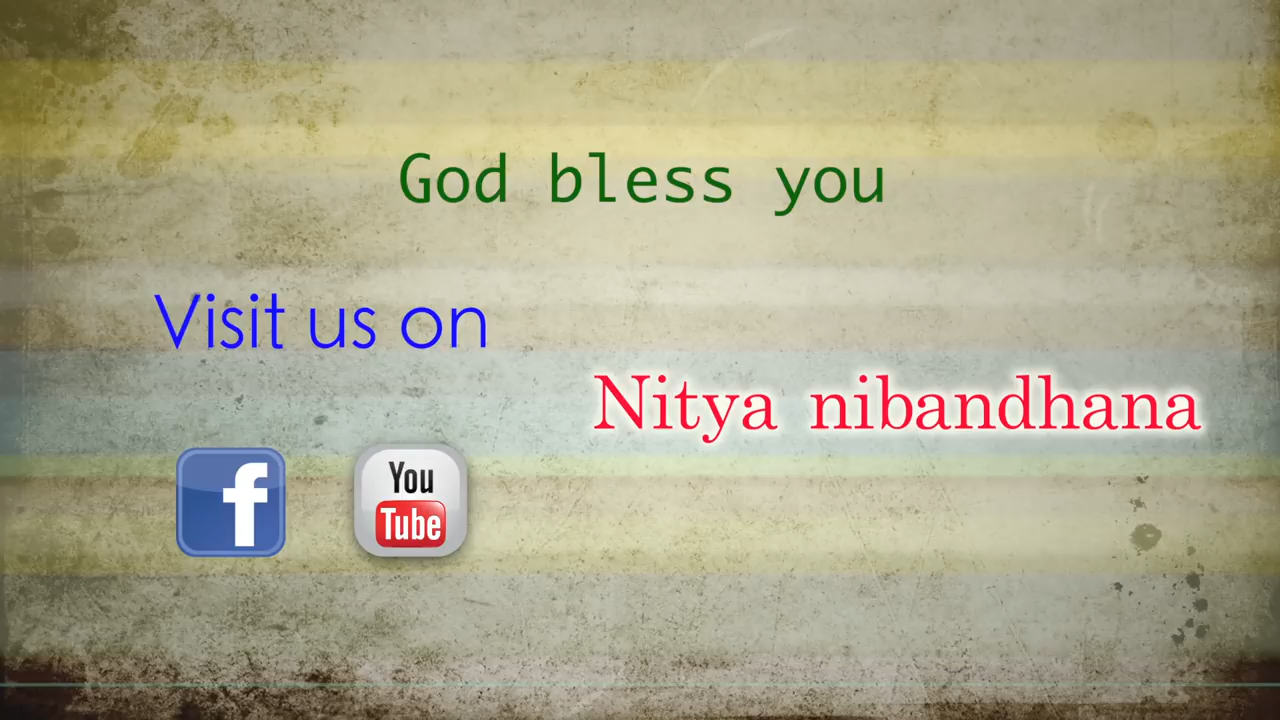 God bless you
Visit us on
Nitya nibandhana
f
You
Tube